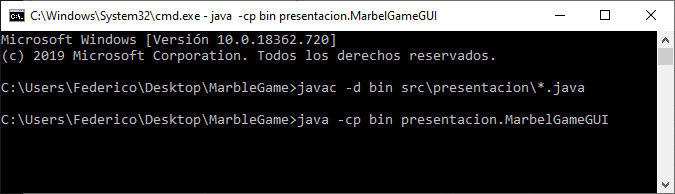 C:\Windows\System32\cmd.exe - java -cp bin presentacion.MarbelGameGUI
Microsoft Windows [Versión 10.0.18362.720]
(c) 2019 Microsoft Corporation. Todos los derechos reservados.
C:\Users\Federico\Desktop\MarbleGame>javac -d bin src\presentacion\*.java
C:\Users\Federico\Desktop\MarbleGame>java -cp bin presentacion.MarbelGameGUI